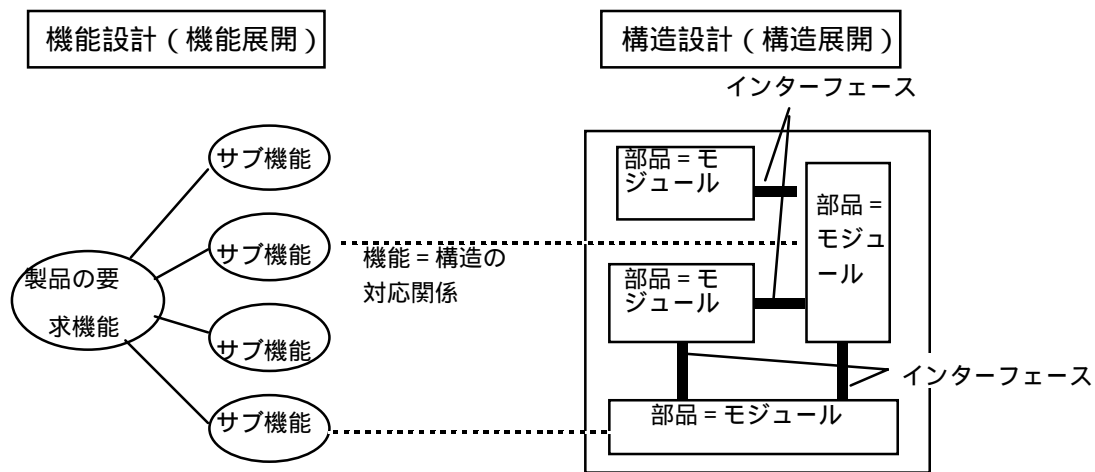 機能設計(機能展開)
構造設計(構造展開)
インターフェース
サブ機能
サブ機能
サブ機能
サブ機能
製品の要
求機能
機能=構造の
対応関係
部品=モ
ジュール
部品=
モジュ
ール
部品=モ
ジュール
インターフェース
部品=モジュール